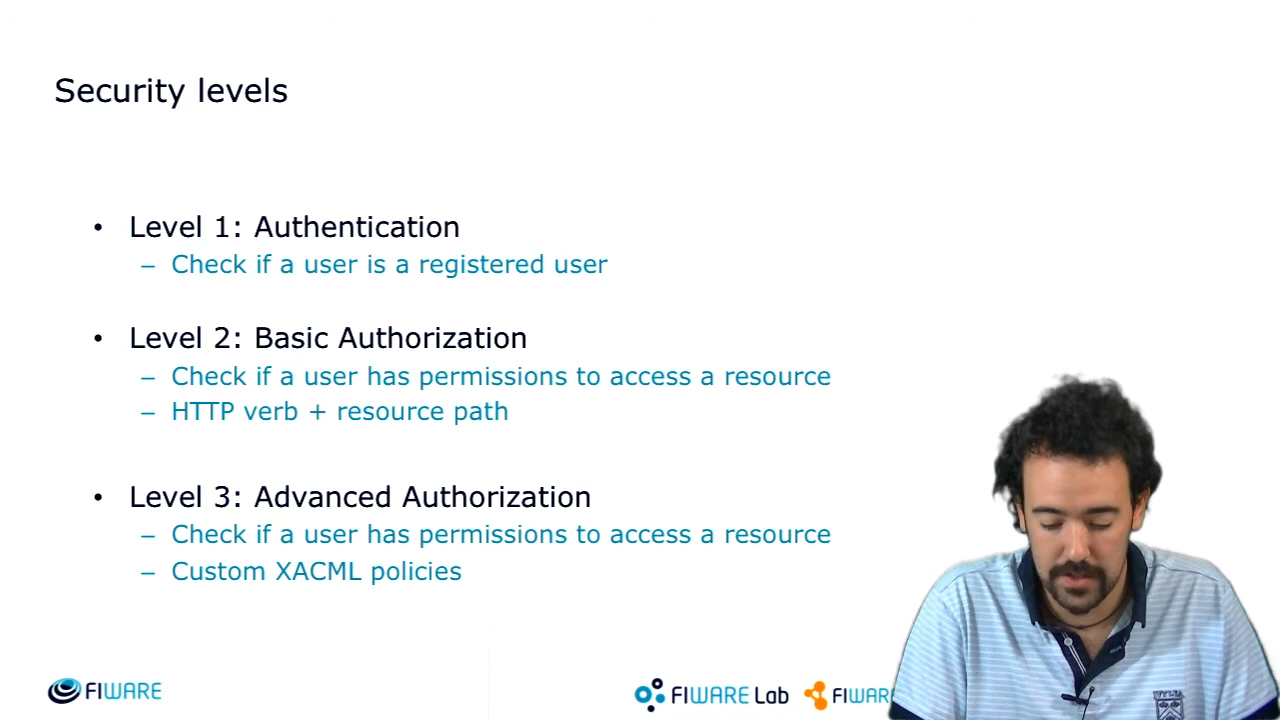 Security levels
• Level 1: Authentication
– Check if a user is a registered user
• Level 2: Basic Authorization
– Check if a user has permissions to access a resource
– HTTP verb + resource path
• Level 3: Advanced Authorization
– Check if a user has permissions to access a resource
– Custom XACML policies
FIWARE
FIWARE Lab
FIWARE